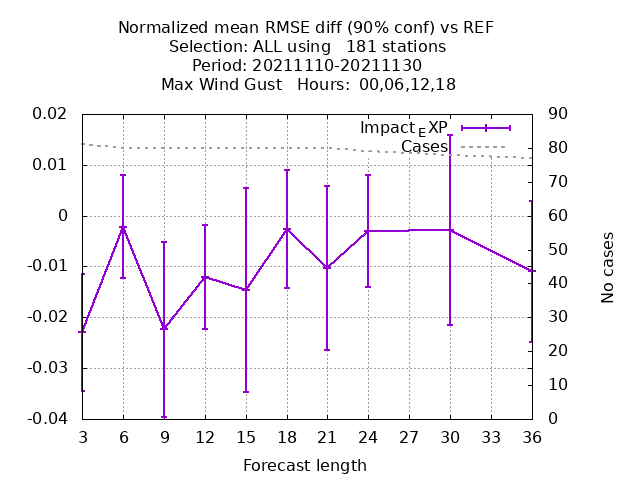 Normalized mean RMSE diff (90% conf) vs REF
Selection: ALL using   181 stations
Period: 20211110-20211130
Max Wind Gust   Hours: 00,06,12,18
0.02
0.01
0
-0.01
-0.02
-0.03
-0.04
90
80
70
60
50
40
30
20
10
0
Impact_EXP
Cases
No cases
3 6 9 12 15 18 21 24 27 30 33 36
Forecast length